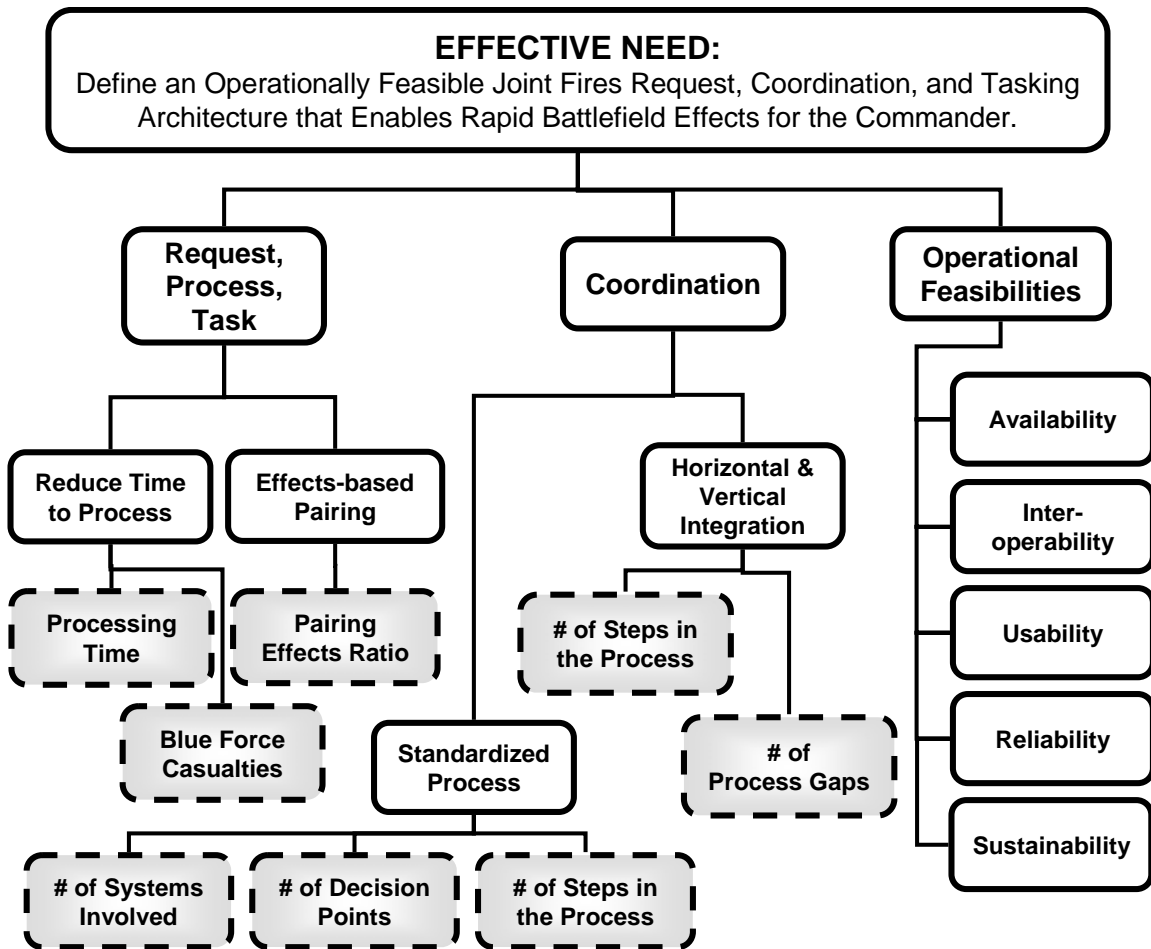 EFFECTIVE NEED:
Define an Operationally Feasible Joint Fires Request, Coordination, and Tasking
Architecture that Enables Rapid Battlefield Effects for the Commander.
Request,
Process,
Task
Coordination
Operational
Feasibilities
Reduce Time
to Process
Effects-based
Pairing
Horizontal &
Vertical
Integration
Availability
Inter-
operability
Usability
Reliability
Sustainability
Processing
Time
Pairing
Effects Ratio
# of Steps in
the Process
Blue Force
Casualties
Standardized
Process
# of
Process Gaps
# of Systems
Involved
# of Decision
Points
# of Steps in
the Process